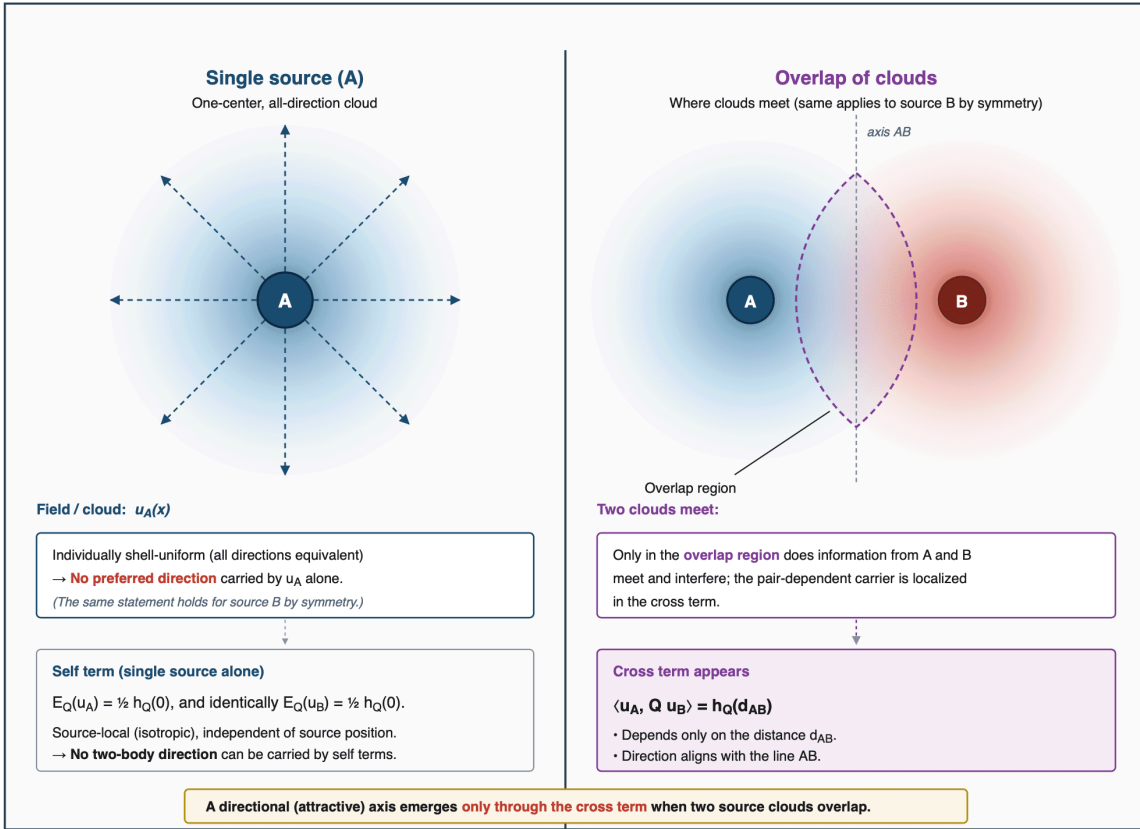 Single source (A)
One-center, all-direction cloud
A
Field / cloud: u_A(x)
Individually shell-uniform (all directions equivalent)
→ No preferred direction carried by u_A alone.
(The same statement holds for source B by symmetry.)
Self term (single source alone)
E_Q(u_A) = ½ h_Q(0), and identically E_Q(u_B) = ½ h_Q(0).
Source-local (isotropic), independent of source position.
→ No two-body direction can be carried by self terms.
Overlap of clouds
Where clouds meet (same applies to source B by symmetry)
axis AB
A
B
Overlap region
Two clouds meet:
Only in the overlap region does information from A and B
meet and interfere; the pair-dependent carrier is localized
in the cross term.
Cross term appears
⟨u_A, Q u_B⟩ = h_Q(d_AB)
• Depends only on the distance d_AB.
• Direction aligns with the line AB.
A directional (attractive) axis emerges only through the cross term when two source clouds overlap.